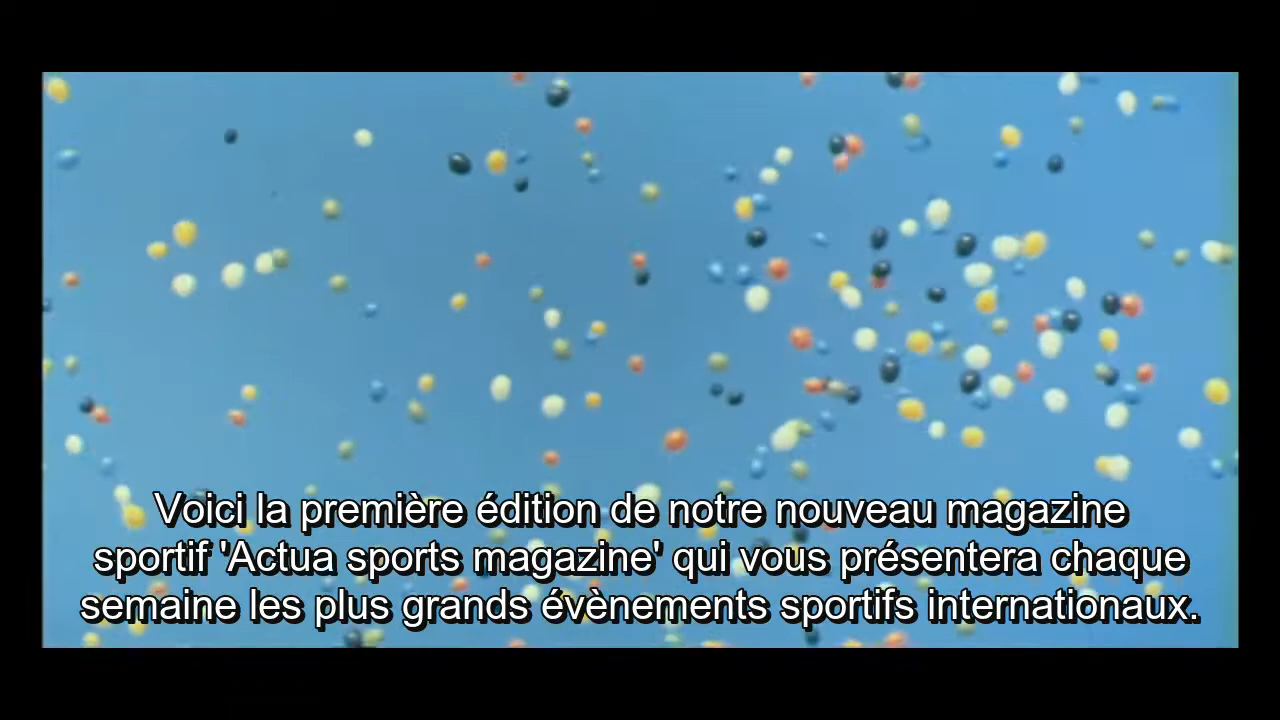 Voici la première édition de notre nouveau magazine
sportif 'Actua sports magazine' qui vous présentera chaque
semaine les plus grands évènements sportifs internationaux.